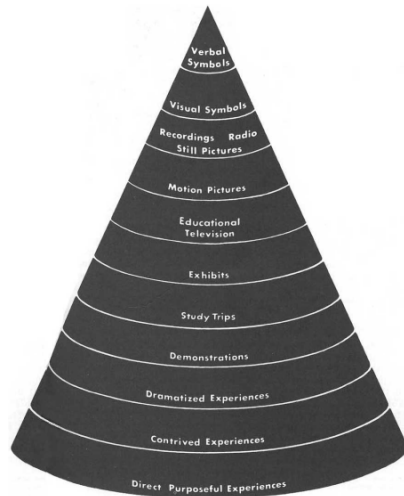 Verbal
Symbols
Visual Symbols
Recordings Radio
Still Pictures
Motion Pictures
Educational
Television
Exhibits
Study Trips
Demonstrations
Dramatized Experiences
Contrived Experiences
Direct Purposeful Experiences